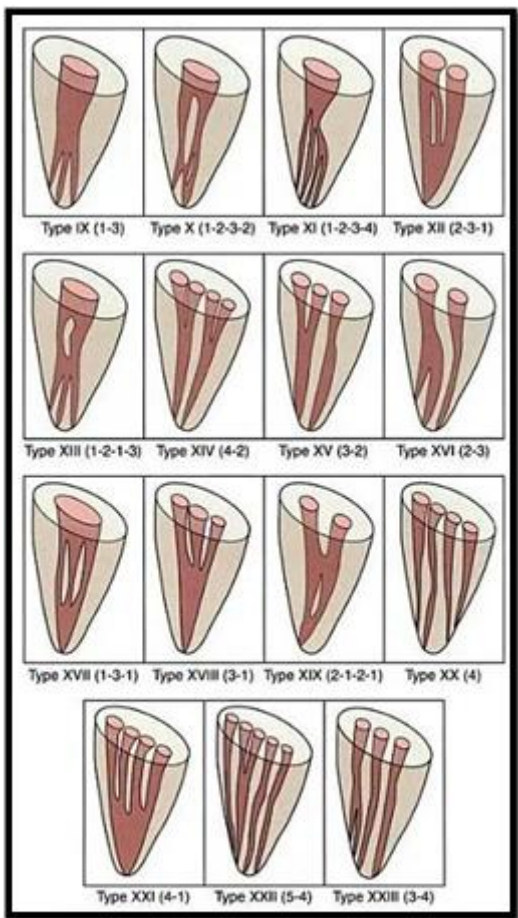 Type IX (1-3) Type X (1-2-3-2) Type XI (1-2-3-4) Type XII (2-3-1)
Type XIII (1-2-1-3) Type XIV (4-2) Type XV (3-2) Type XVI (2-3)
Type XVII (1-3-1) Type XVIII (3-1) Type XIX (2-1-2-1) Type XX (4)
Type XXI (4-1) Type XXII (5-4) Type XXIII (3-4)